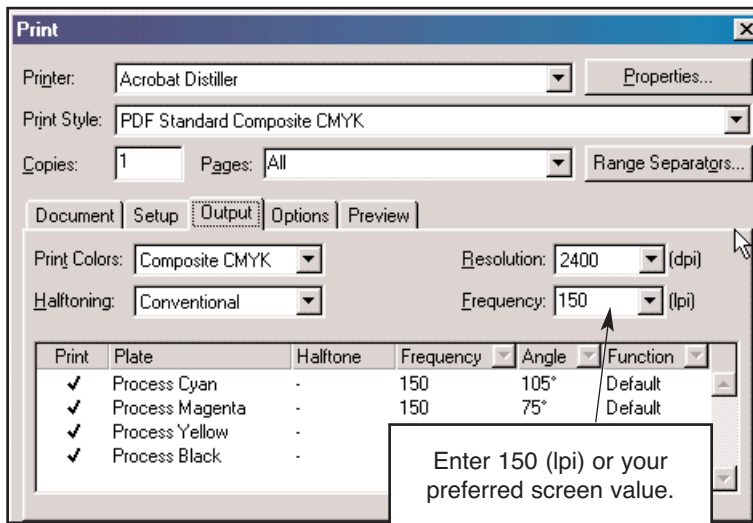 Print
Printer: Acrobat Distiller Properties...
Print Style: PDF Standard Composite CMYK
Copies: 1 Pages: All Range Separators...
Document Setup Output Options Preview
Print Colors: Composite CMYK Resolution: 2400 (dpi)
Halftoning: Conventional Frequency: 150 (lpi)
Print Plate Halftone Frequency Angle Function
✓ Process Cyan - 150 105° Default
✓ Process Magenta - 150 75° Default
✓ Process Yellow -
✓ Process Black -
Enter 150 (lpi) or your
preferred screen value.